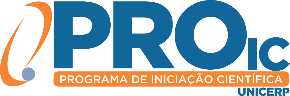 PROIC
PROGRAMA DE INICIAÇÃO CIENTÍFICA
UNICERP